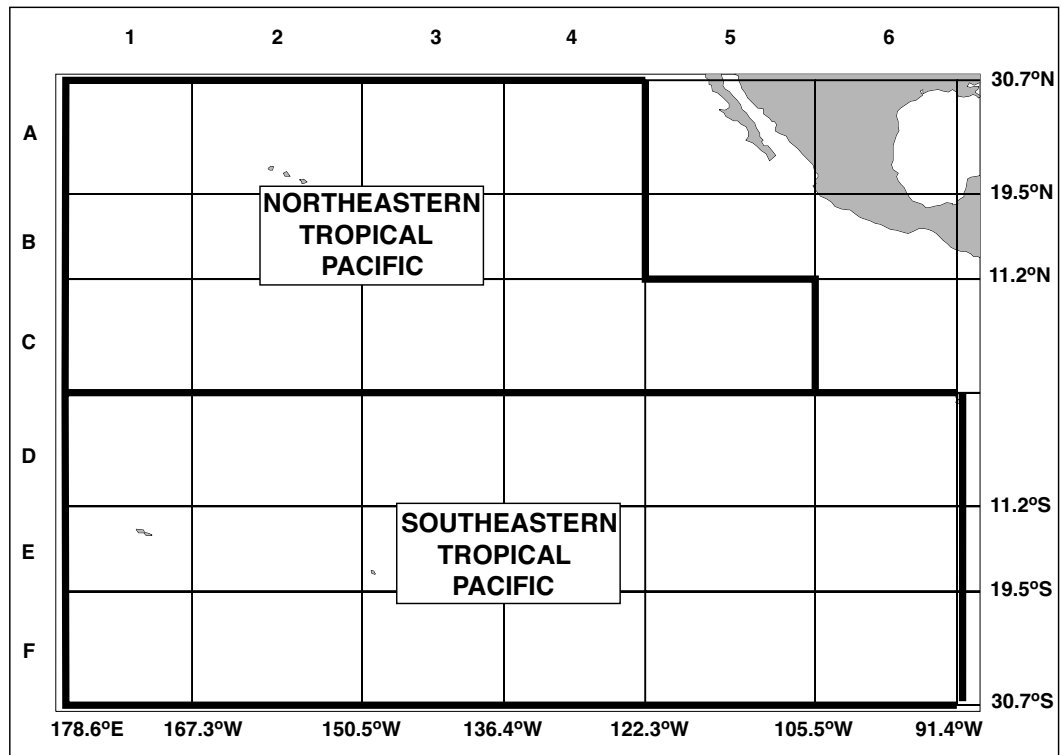 1 2 3 4 5 6
30.7ºN
A
19.5ºN
NORTHEASTERN
TROPICAL
PACIFIC
B
11.2ºN
C
D
11.2ºS
SOUTHEASTERN
TROPICAL
PACIFIC
E
19.5ºS
F
30.7ºS
178.6ºE 167.3ºW 150.5ºW 136.4ºW 122.3ºW 105.5ºW 91.4ºW